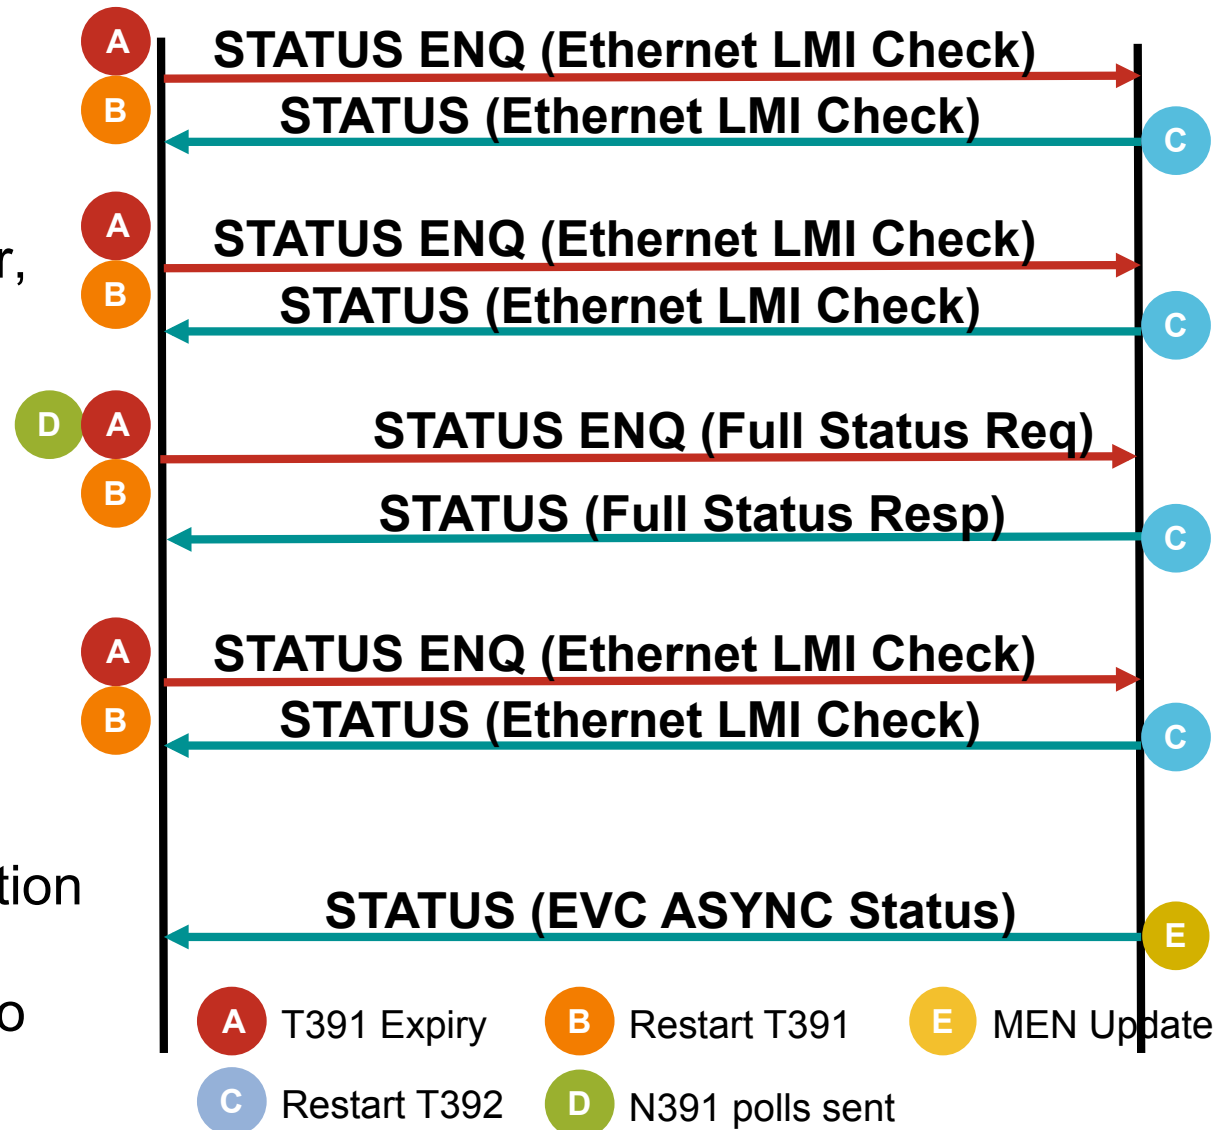 A STATUS ENQ (Ethernet LMI Check)
B STATUS (Ethernet LMI Check) C
A STATUS ENQ (Ethernet LMI Check)
r,
B STATUS (Ethernet LMI Check) C
D A STATUS ENQ (Full Status Req)
B STATUS (Full Status Resp) C
A STATUS ENQ (Ethernet LMI Check)
B STATUS (Ethernet LMI Check) C
tion
STATUS (EVC ASYNC Status) E
o
A T391 Expiry B Restart T391 E MEN Update
C Restart T392 D N391 polls sent